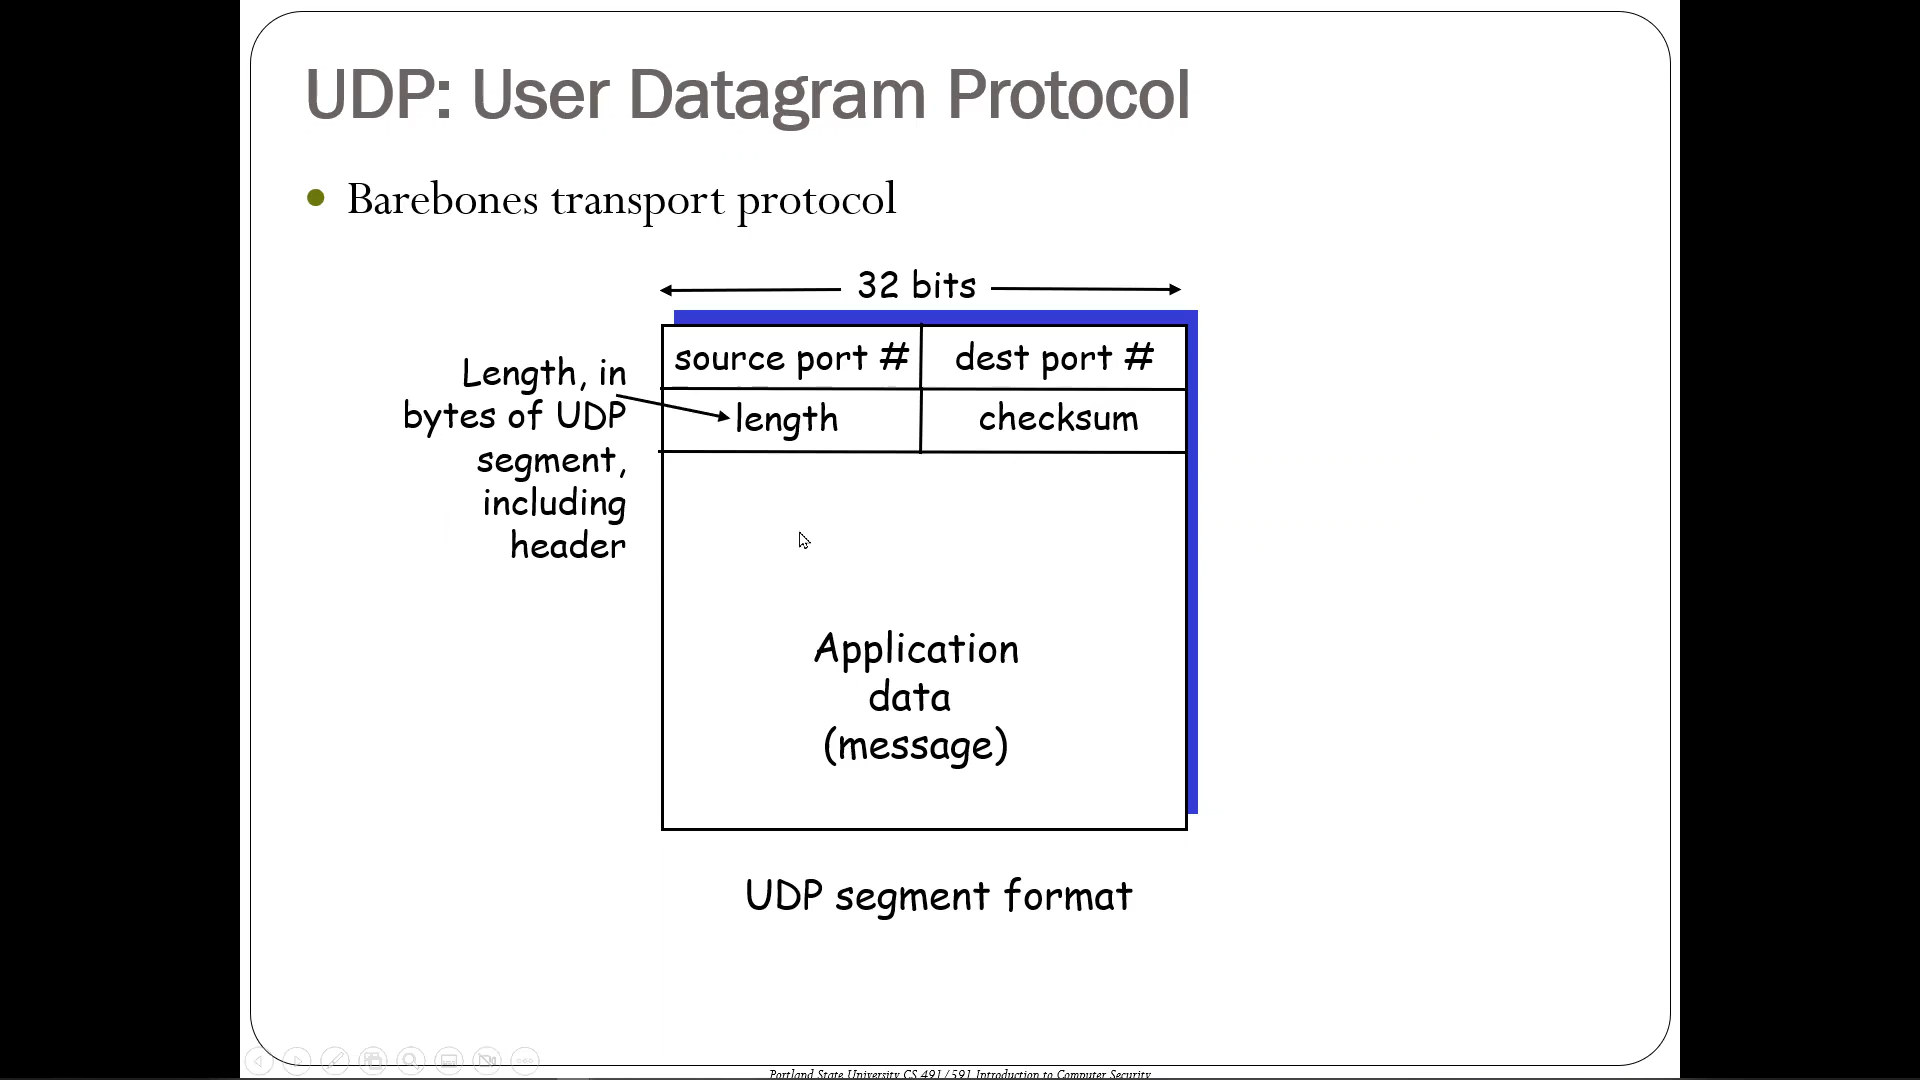 UDP: User Datagram Protocol
Barebones transport protocol
32 bits
source port #
dest port #
Length, in
bytes of UDP
segment,
including
header
length
checksum
Application
data
(message)
UDP segment format
Portland State University CS 491/591 Introduction to Computer Security